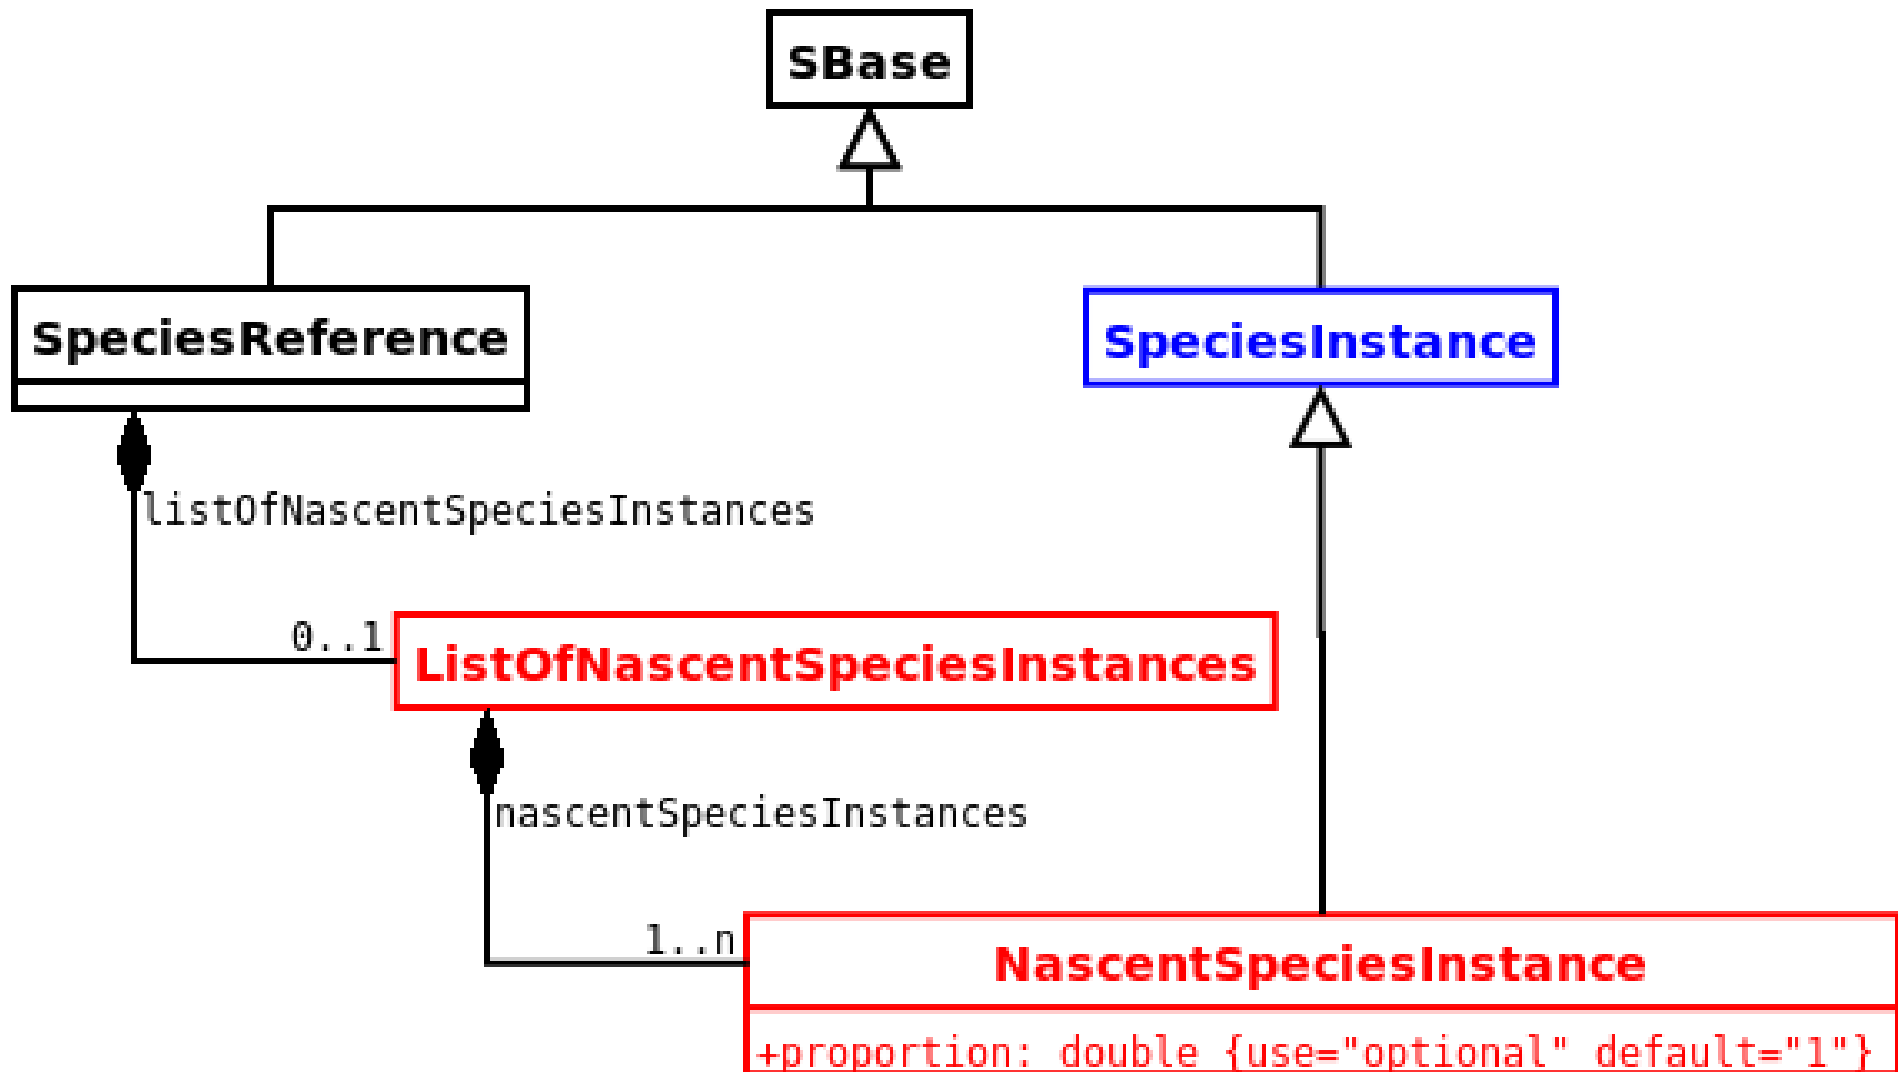 SBase
SpeciesReference
SpeciesInstance
listOfNascentSpeciesInstances
0..1
ListOfNascentSpeciesInstances
nascentSpeciesInstances
1..n
NascentSpeciesInstance
+proportion: double {use="optional" default="1"}